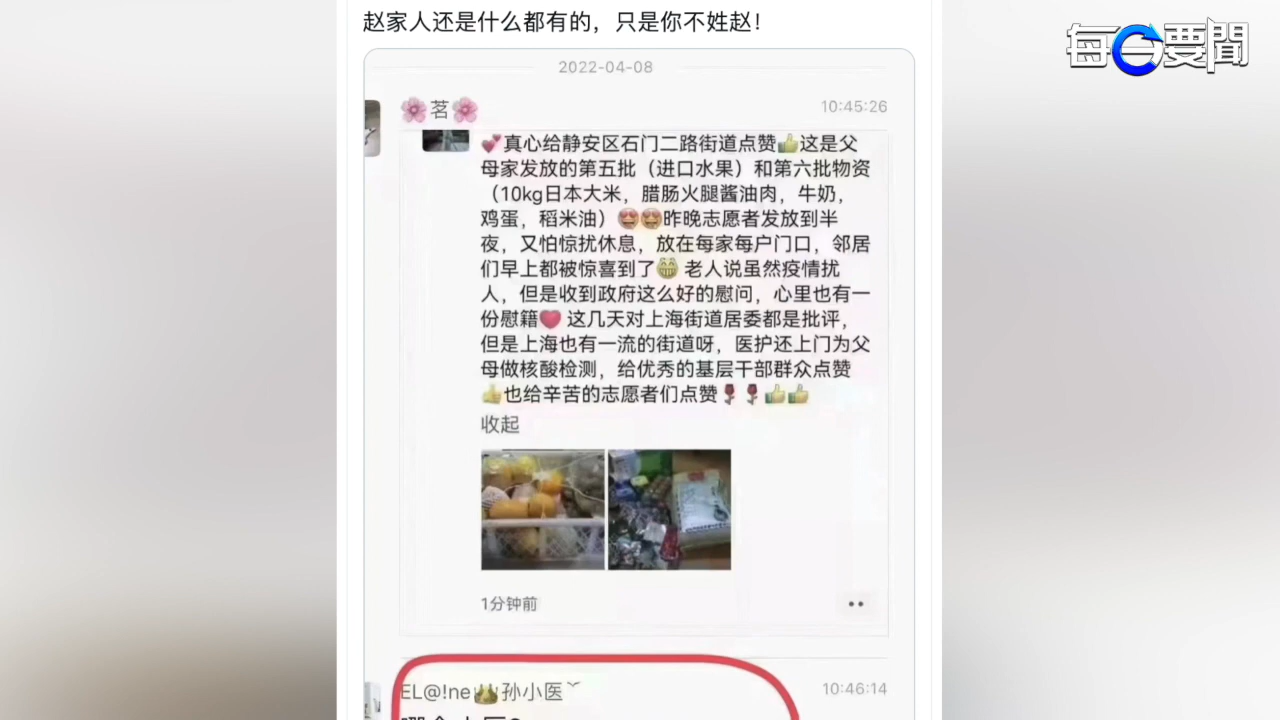 赵家人还是什么都有的，只是你不姓赵！
每日要聞
2022-04-08
🌸茗🌸 10:45:26
💕真心给静安区石门二路街道点赞👍这是父
母家发放的第五批（进口水果）和第六批物资
（10kg日本大米，腊肠火腿酱油肉，牛奶，
鸡蛋，稻米油）😍😍昨晚志愿者发放到半
夜，又怕惊扰休息，放在每家每户门口，邻居
们早上都被惊喜到了😁 老人说虽然疫情扰
人，但是收到政府这么好的慰问，心里也有一
份慰籍❤️ 这几天对上海街道居委都是批评，
但是上海也有一流的街道呀，医护还上门为父
母做核酸检测，给优秀的基层干部群众点赞
👍也给辛苦的志愿者们点赞🌹🌹👍👍
收起
1分钟前
EL@!ne👑孙小医 10:46:14